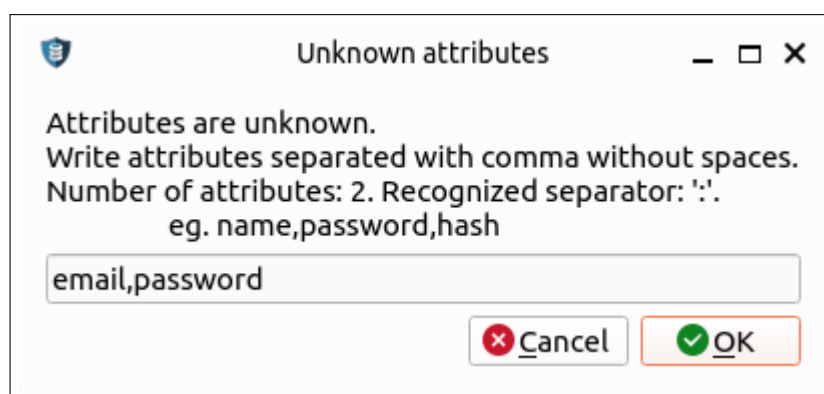 Unknown attributes
Attributes are unknown.
Write attributes separated with comma without spaces.
Number of attributes: 2. Recognized separator: ':'.
eg. name,password,hash
email,password
Cancel OK